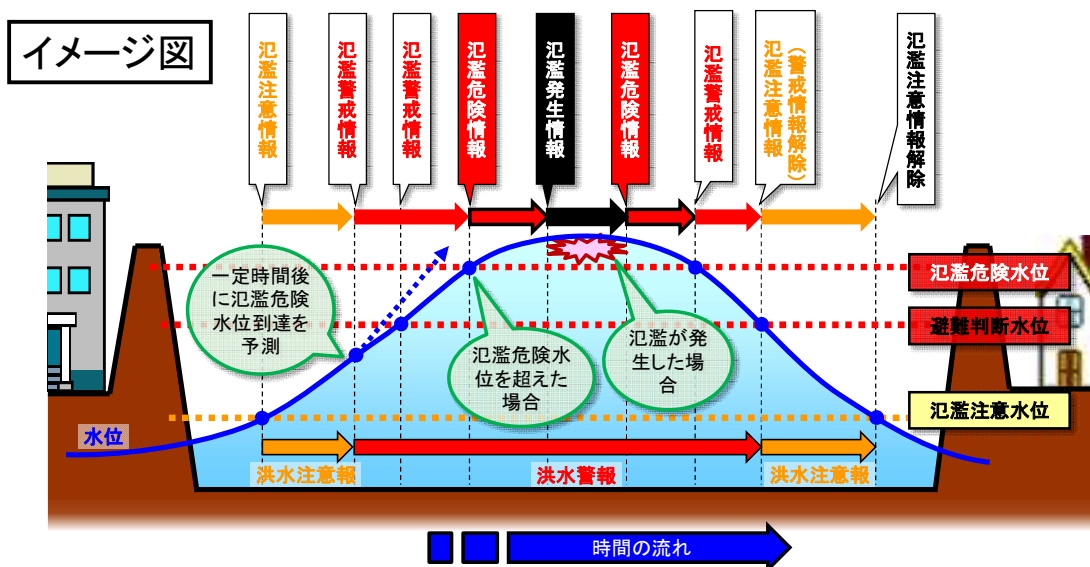 イメージ図
氾濫注意情報
氾濫警戒情報
氾濫警戒情報
氾濫危険情報
氾濫発生情報
氾濫危険情報
氾濫警戒情報
氾濫注意情報
（警戒情報解除）
氾濫注意情報解除
一定時間後
に氾濫危険
水位到達を
予測
氾濫危険水
位を超えた
場合
氾濫が発
生した場
合
氾濫危険水位
避難判断水位
氾濫注意水位
水位
洪水注意報
洪水警報
洪水注意報
時間の流れ